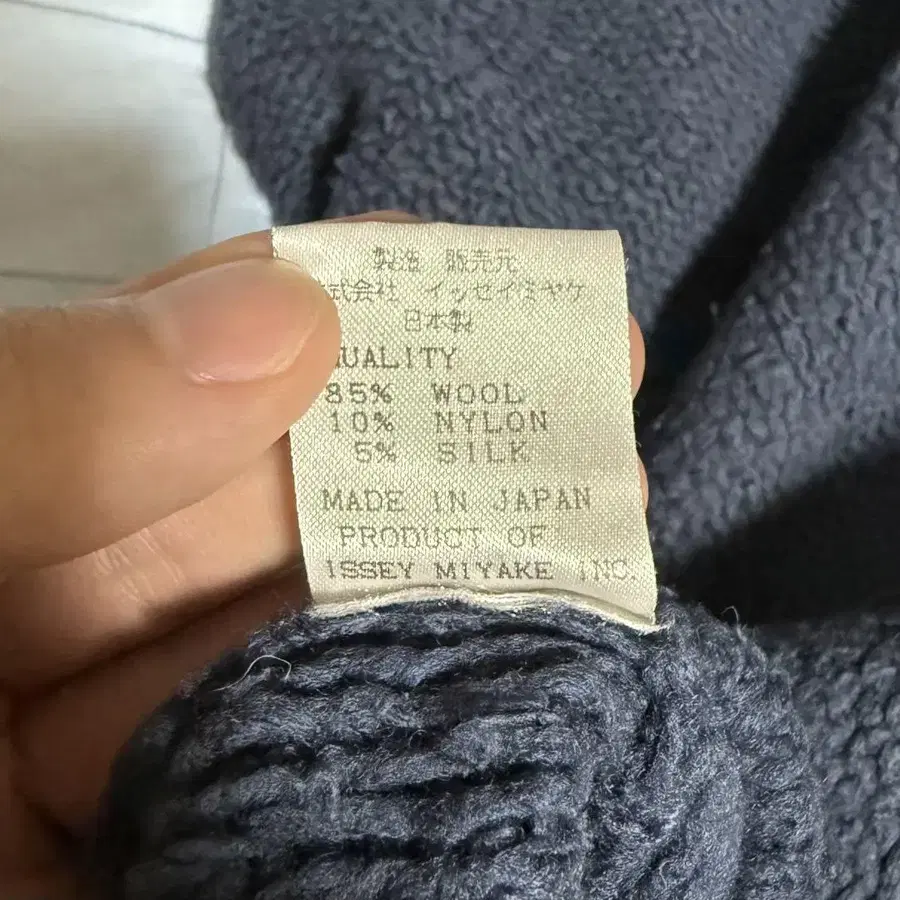 製造 販売元
式会社 イッセイミヤケ
日本製
QUALITY
85% WOOL
10% NYLON
5% SILK
MADE IN JAPAN
PRODUCT OF
ISSEY MIYAKE INC.